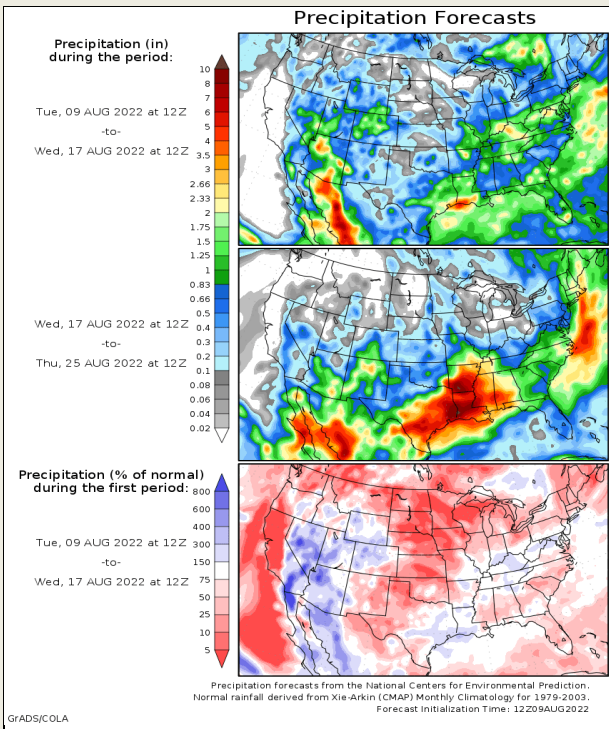 Precipitation Forecasts
Precipitation (in)
during the period:
Tue, 09 AUG 2022 at 12Z
-to-
Wed, 17 AUG 2022 at 12Z
10
8
7
6
5
4
3.5
3
2.66
2.33
2
1.75
1.5
1.25
1
0.83
0.66
0.5
0.4
0.3
0.2
0.1
0.08
0.06
0.04
0.02
Wed, 17 AUG 2022 at 12Z
-to-
Thu, 25 AUG 2022 at 12Z
Precipitation (% of normal)
during the first period:
Tue, 09 AUG 2022 at 12Z
-to-
Wed, 17 AUG 2022 at 12Z
800
600
400
300
150
75
50
25
10
5
Precipitation forecasts from the National Centers for Environmental Prediction.
Normal rainfall derived from Xie-Arkin (CMAP) Monthly Climatology for 1979-2003.
Forecast Initialization Time: 12Z09AUG2022
GrADS/COLA